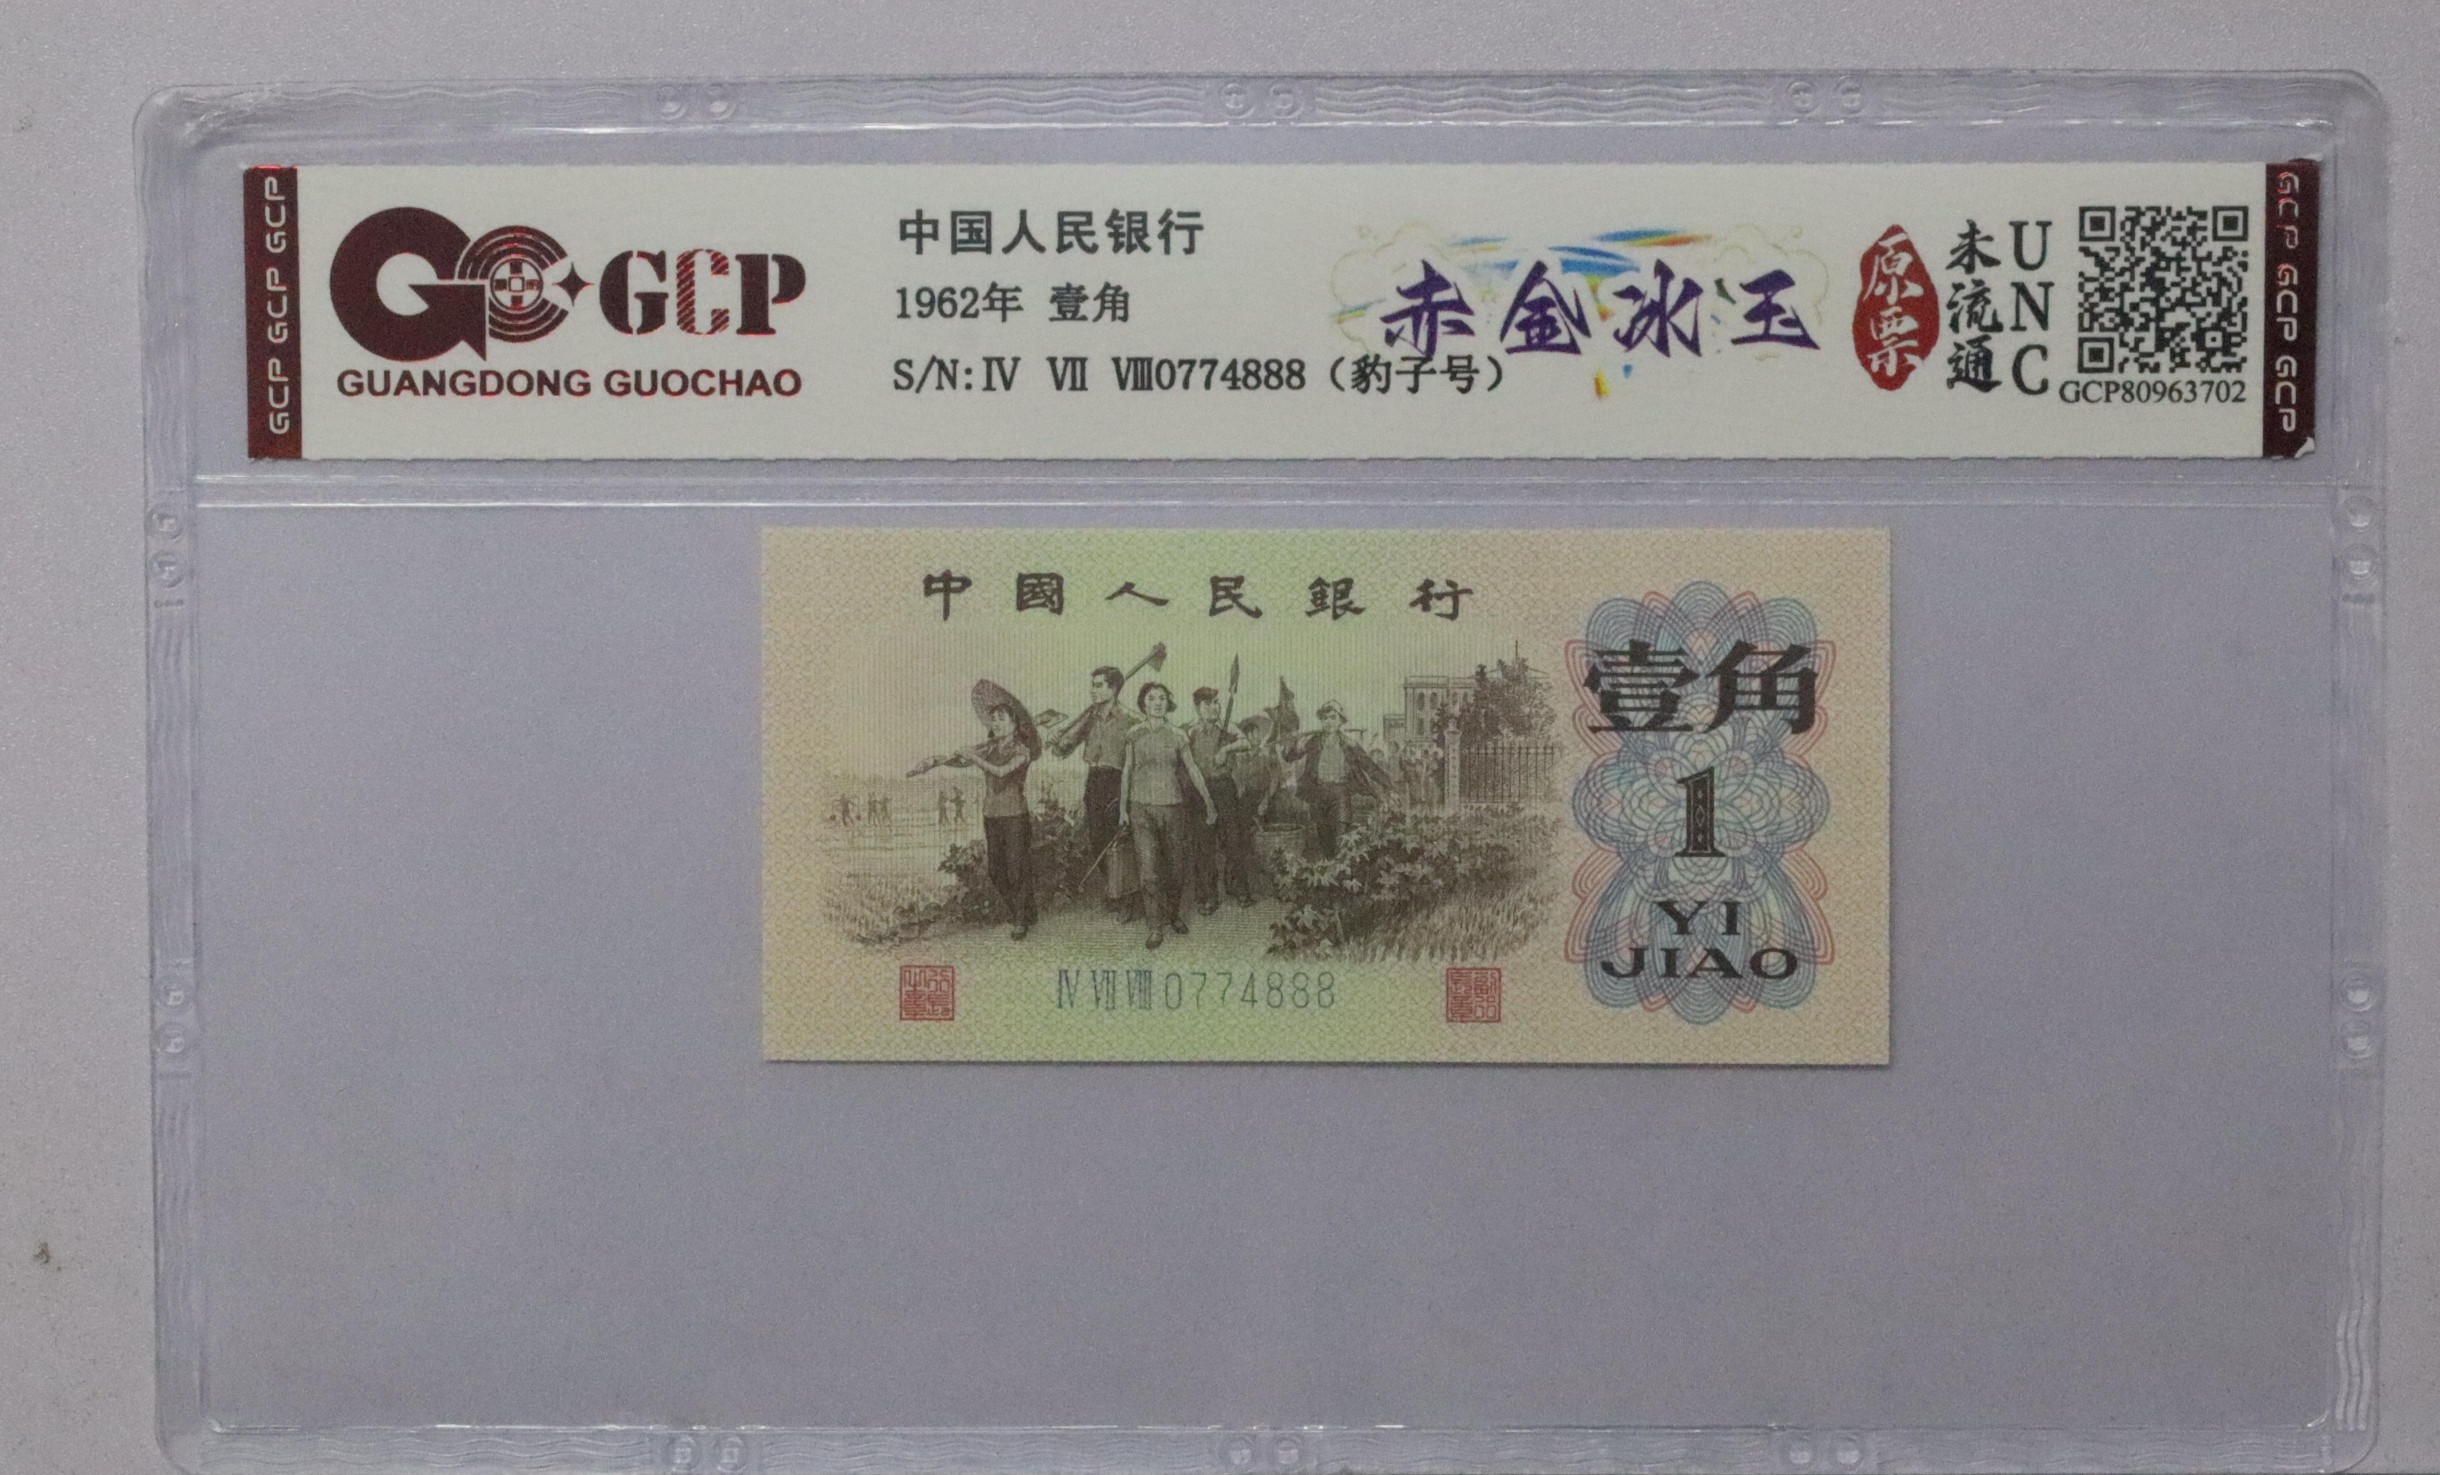 GCP GCP GCP
GCP
GUANGDONG GUOCHAO
中国人民银行
1962年 壹角
S/N:Ⅳ Ⅶ Ⅷ0774888（豹子号）
赤金冰玉
原票
未流通
UNC
GCP80963702
GCP GCP GCP
中國人民銀行
壹角
1
YI
JIAO
Ⅳ Ⅶ Ⅷ 0774888